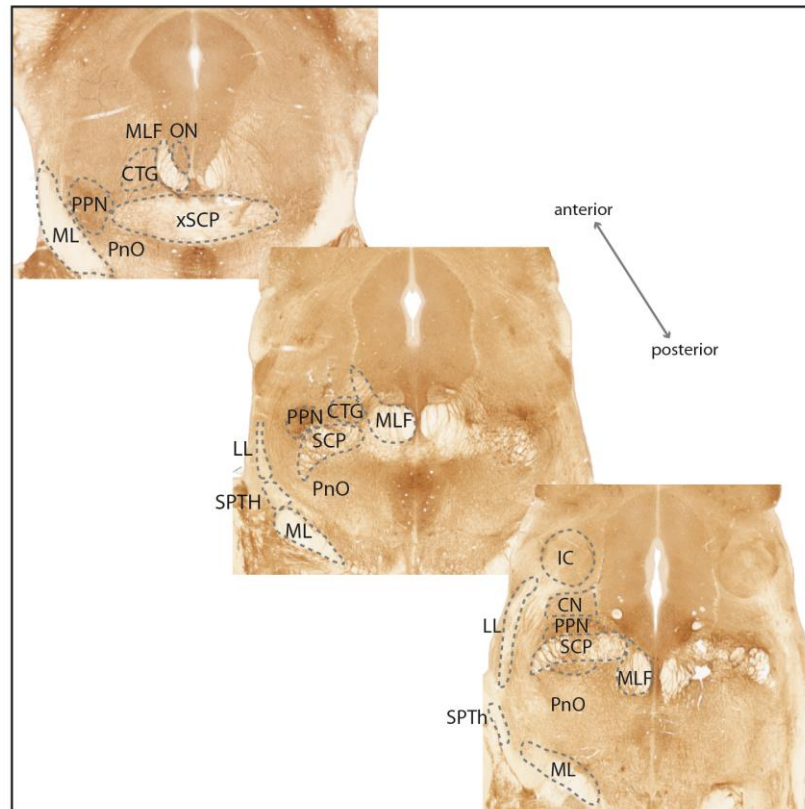 MLF ON
CTG
PPN
xSCP
ML
PnO
anterior
posterior
PPN
CTG
MLF
SCP
LL
PnO
SPTH
ML
IC
CN
LL
PPN
SCP
MLF
PnO
SPTh
ML